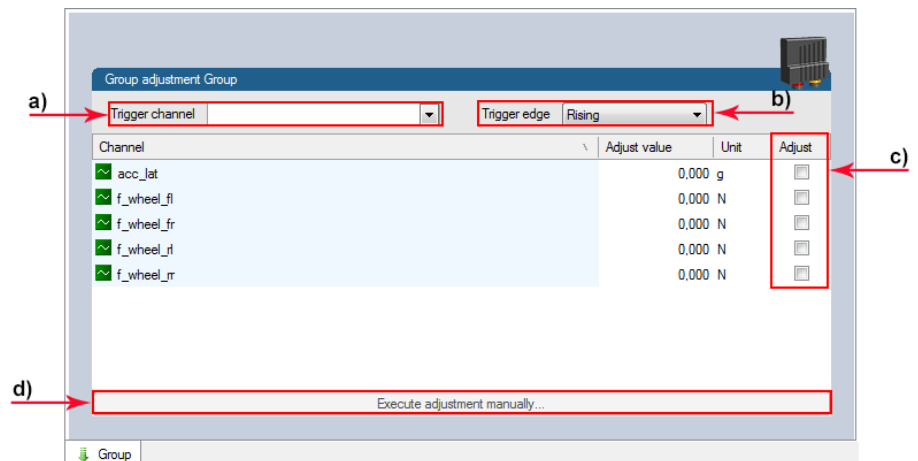 Group adjustment Group
a)
Trigger channel
Trigger edge Rising
b)
Channel Adjust value Unit Adjust
c)
acc_lat 0,000 g
f_wheel_fl 0,000 N
f_wheel_fr 0,000 N
f_wheel_rl 0,000 N
f_wheel_rr 0,000 N
d)
Execute adjustment manually...
Group